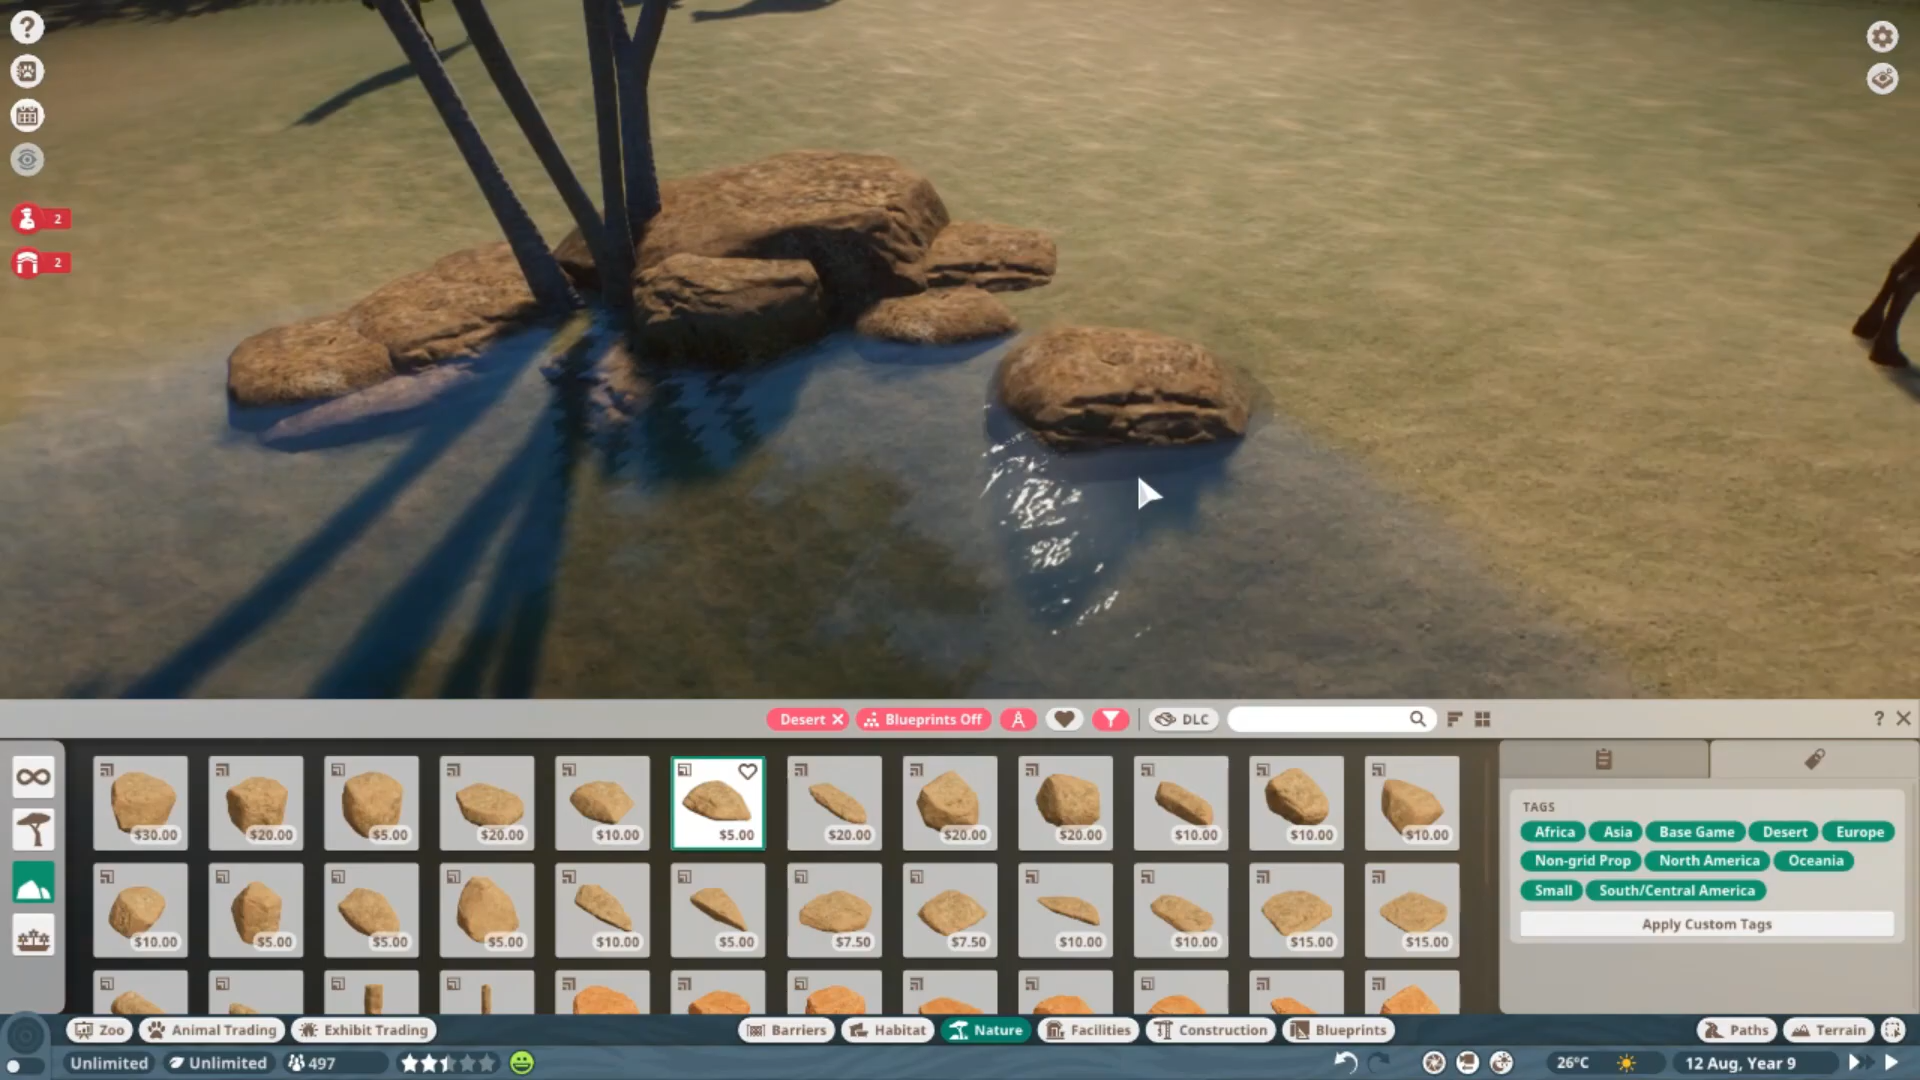 ?
2
2
Desert ✕ Blueprints Off DLC ? ✕
$30.00 $20.00 $5.00 $20.00 $10.00 $5.00 $20.00 $20.00 $20.00 $10.00 $10.00 $10.00
$10.00 $5.00 $5.00 $5.00 $10.00 $5.00 $7.50 $7.50 $10.00 $10.00 $15.00 $15.00
TAGS
Africa Asia Base Game Desert Europe
Non-grid Prop North America Oceania
Small South/Central America
Apply Custom Tags
Zoo Animal Trading Exhibit Trading Barriers Habitat Nature Facilities Construction Blueprints Paths Terrain
Unlimited Unlimited 497 26°C 12 Aug, Year 9